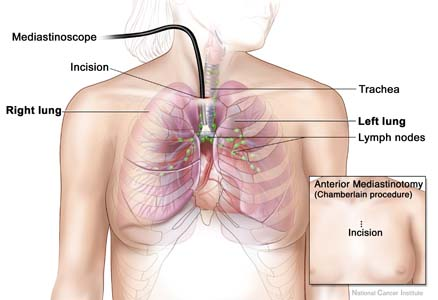 Mediastinoscope
Incision
Trachea
Right lung
Left lung
Lymph nodes
Anterior Mediastinotomy
(Chamberlain procedure)
Incision
National Cancer Institute